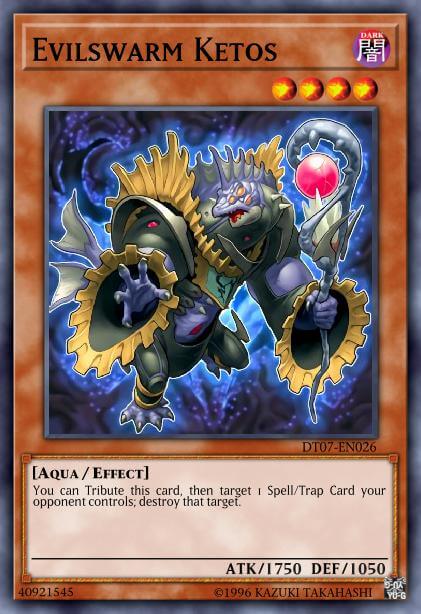 Evilswarm Ketos
DARK
闇
DT07-EN026
[Aqua / Effect]
You can Tribute this card, then target 1 Spell/Trap Card your
opponent controls; destroy that target.
ATK/1750 DEF/1050
40921545
©1996 KAZUKI TAKAHASHI